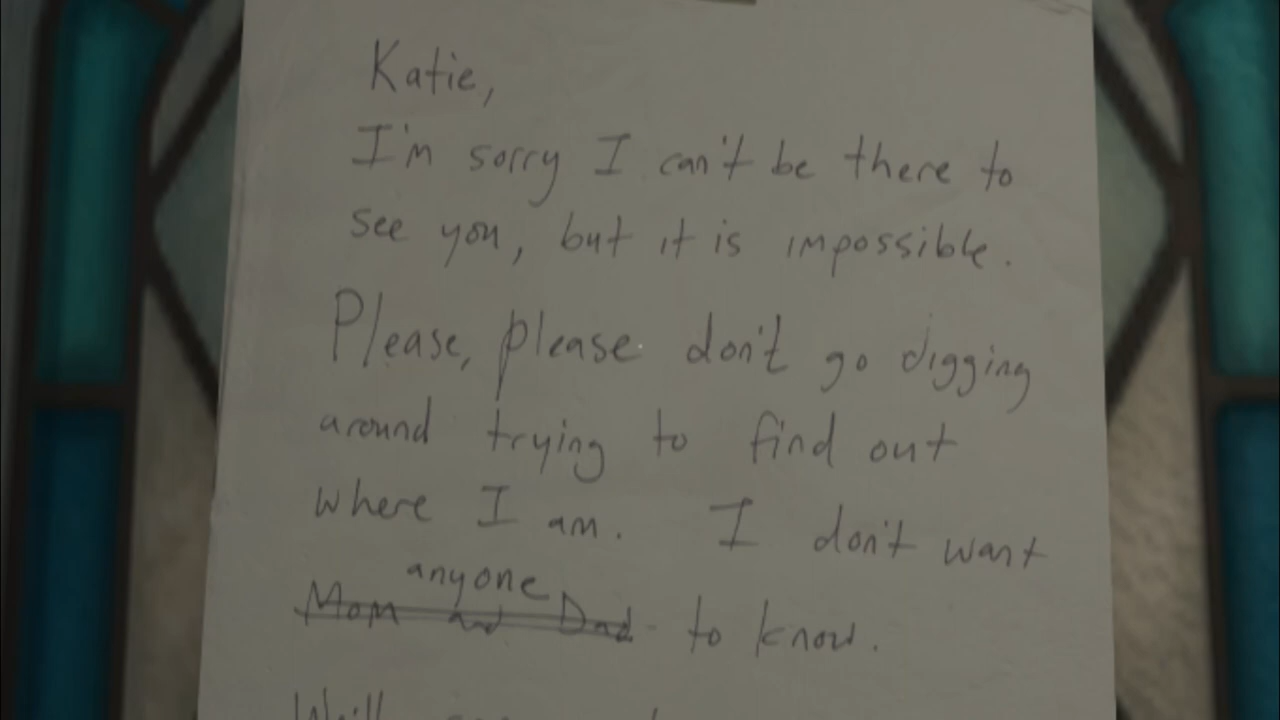 Katie,
I'm sorry I can't be there to
see you, but it is impossible.
Please, please don't go digging
around trying to find out
where I am. I don't want
anyone
Mom and Dad to know.